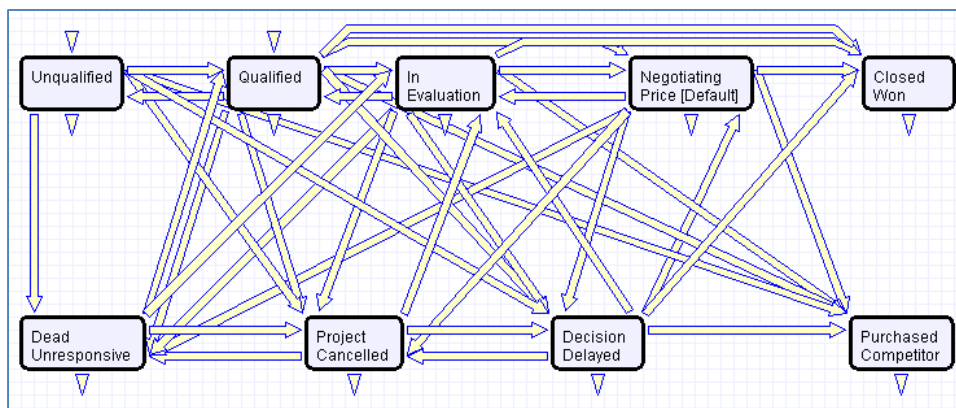 Unqualified
Qualified
In
Evaluation
Negotiating
Price [Default]
Closed
Won
Dead
Unresponsive
Project
Cancelled
Decision
Delayed
Purchased
Competitor